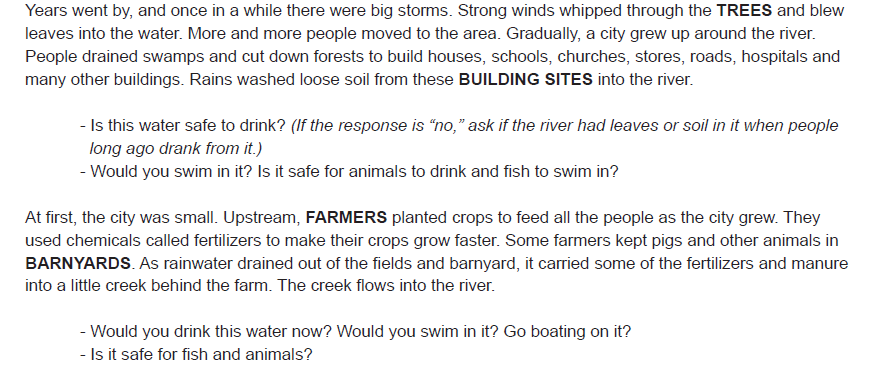 Years went by, and once in a while there were big storms. Strong winds whipped through the TREES and blew
leaves into the water. More and more people moved to the area. Gradually, a city grew up around the river.
People drained swamps and cut down forests to build houses, schools, churches, stores, roads, hospitals and
many other buildings. Rains washed loose soil from these BUILDING SITES into the river.
- Is this water safe to drink? (If the response is “no,” ask if the river had leaves or soil in it when people
long ago drank from it.)
- Would you swim in it? Is it safe for animals to drink and fish to swim in?
At first, the city was small. Upstream, FARMERS planted crops to feed all the people as the city grew. They
used chemicals called fertilizers to make their crops grow faster. Some farmers kept pigs and other animals in
BARNYARDS. As rainwater drained out of the fields and barnyard, it carried some of the fertilizers and manure
into a little creek behind the farm. The creek flows into the river.
- Would you drink this water now? Would you swim in it? Go boating on it?
- Is it safe for fish and animals?